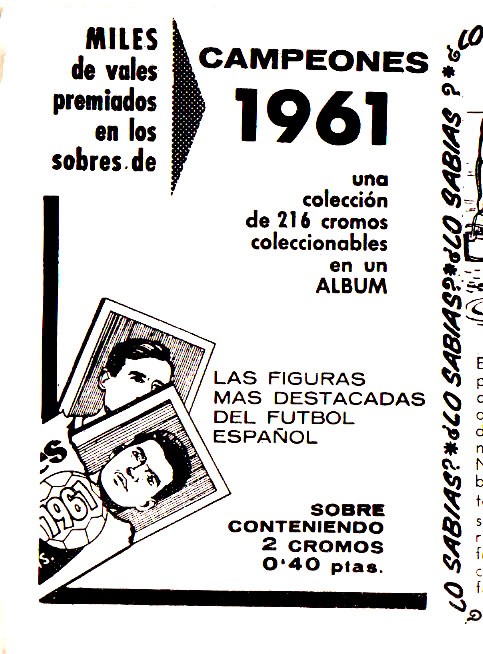 MILES
de vales
premiados
en los
sobres de
CAMPEONES
1961
una
colección
de 216 cromos
coleccionables
en un
ALBUM
LAS FIGURAS
MAS DESTACADAS
DEL FUTBOL
ESPAÑOL
1961
SOBRE
CONTENIENDO
2 CROMOS
0'40 ptas.
LO SABIAS?*¿LO SABIAS?*¿LO SABIAS?*¿LO SABIAS ?*¿LO